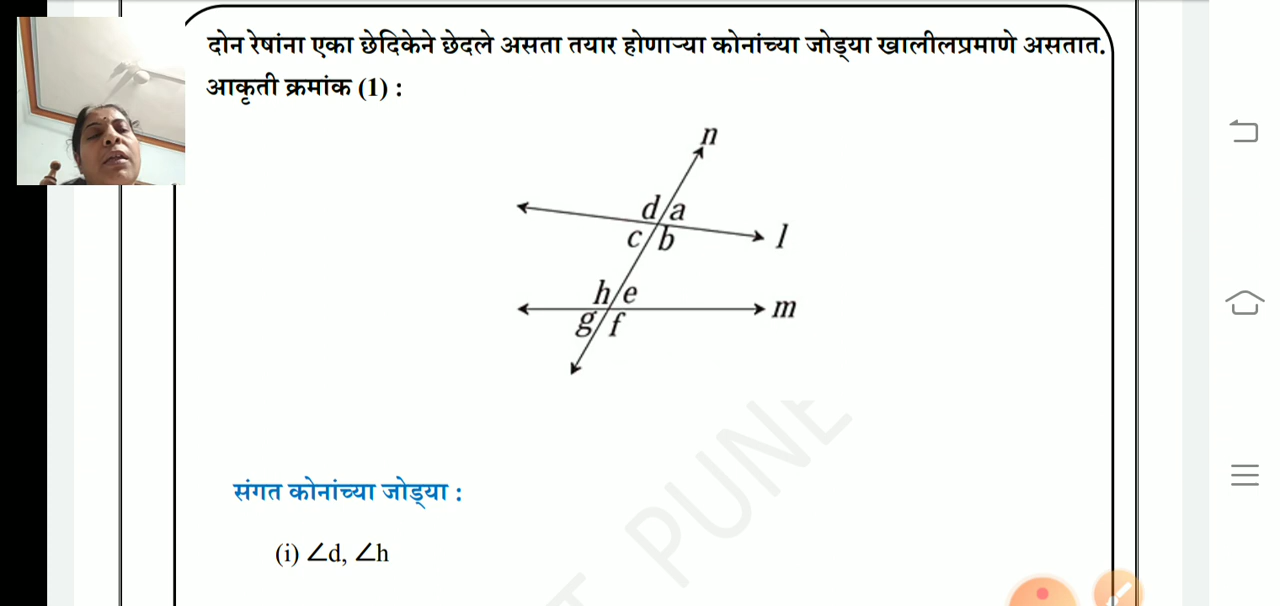 दोन रेषांना एका छेदिकेने छेदले असता तयार होणाऱ्या कोनांच्या जोड्या खालीलप्रमाणे असतात.
आकृती क्रमांक (1) :
n
d a
c b
l
h e
g f
m
PUNE
संगत कोनांच्या जोड्या :
(i) ∠d, ∠h